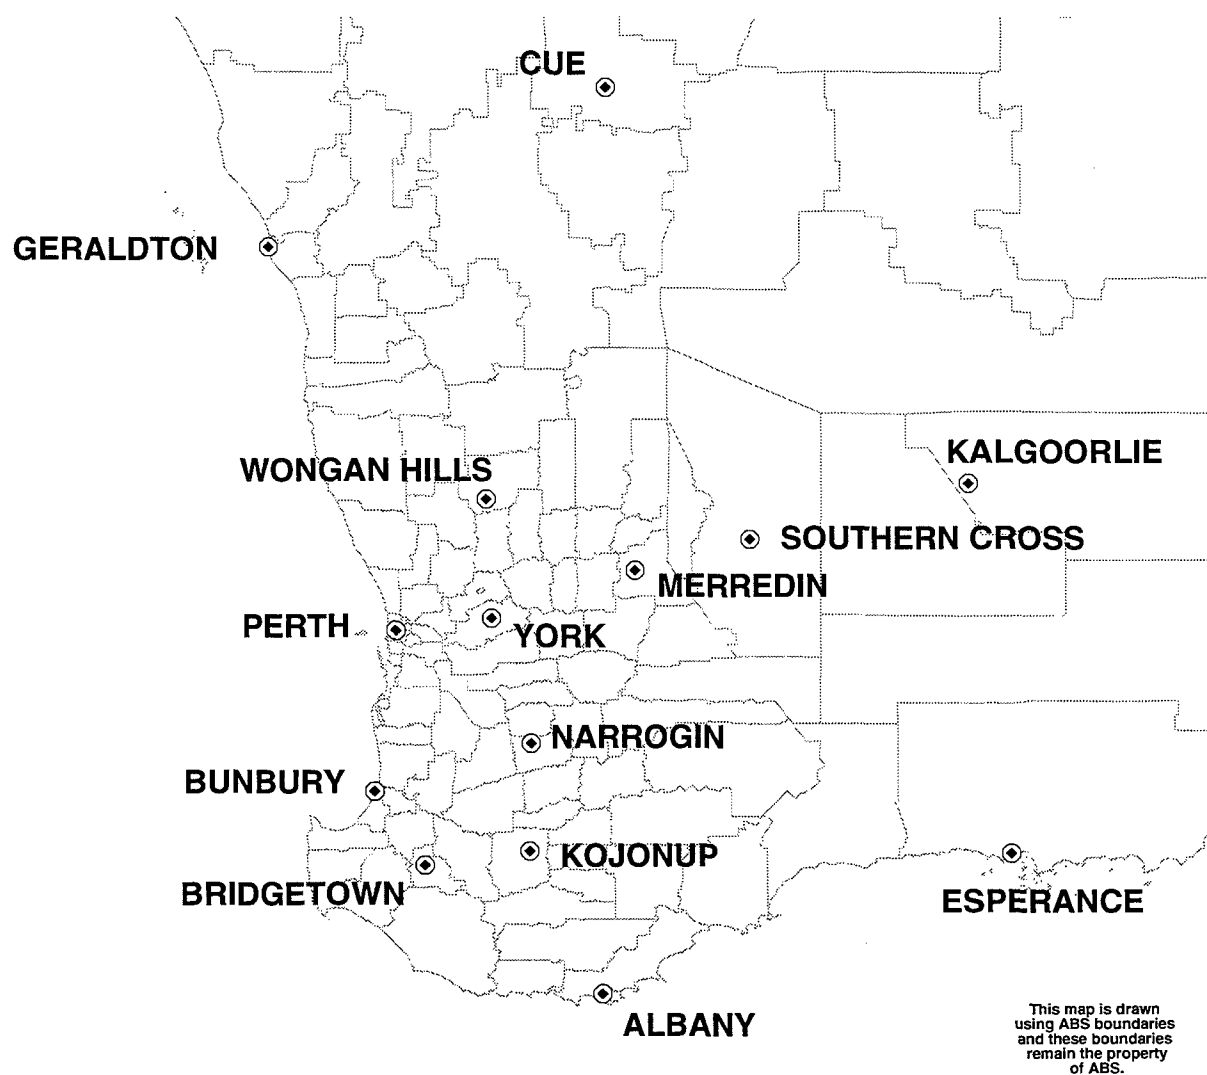 CUE
GERALDTON
KALGOORLIE
WONGAN HILLS
SOUTHERN CROSS
MERREDIN
PERTH
YORK
NARROGIN
BUNBURY
KOJONUP
BRIDGETOWN
ESPERANCE
ALBANY
This map is drawn
using ABS boundaries
and these boundaries
remain the property
of ABS.